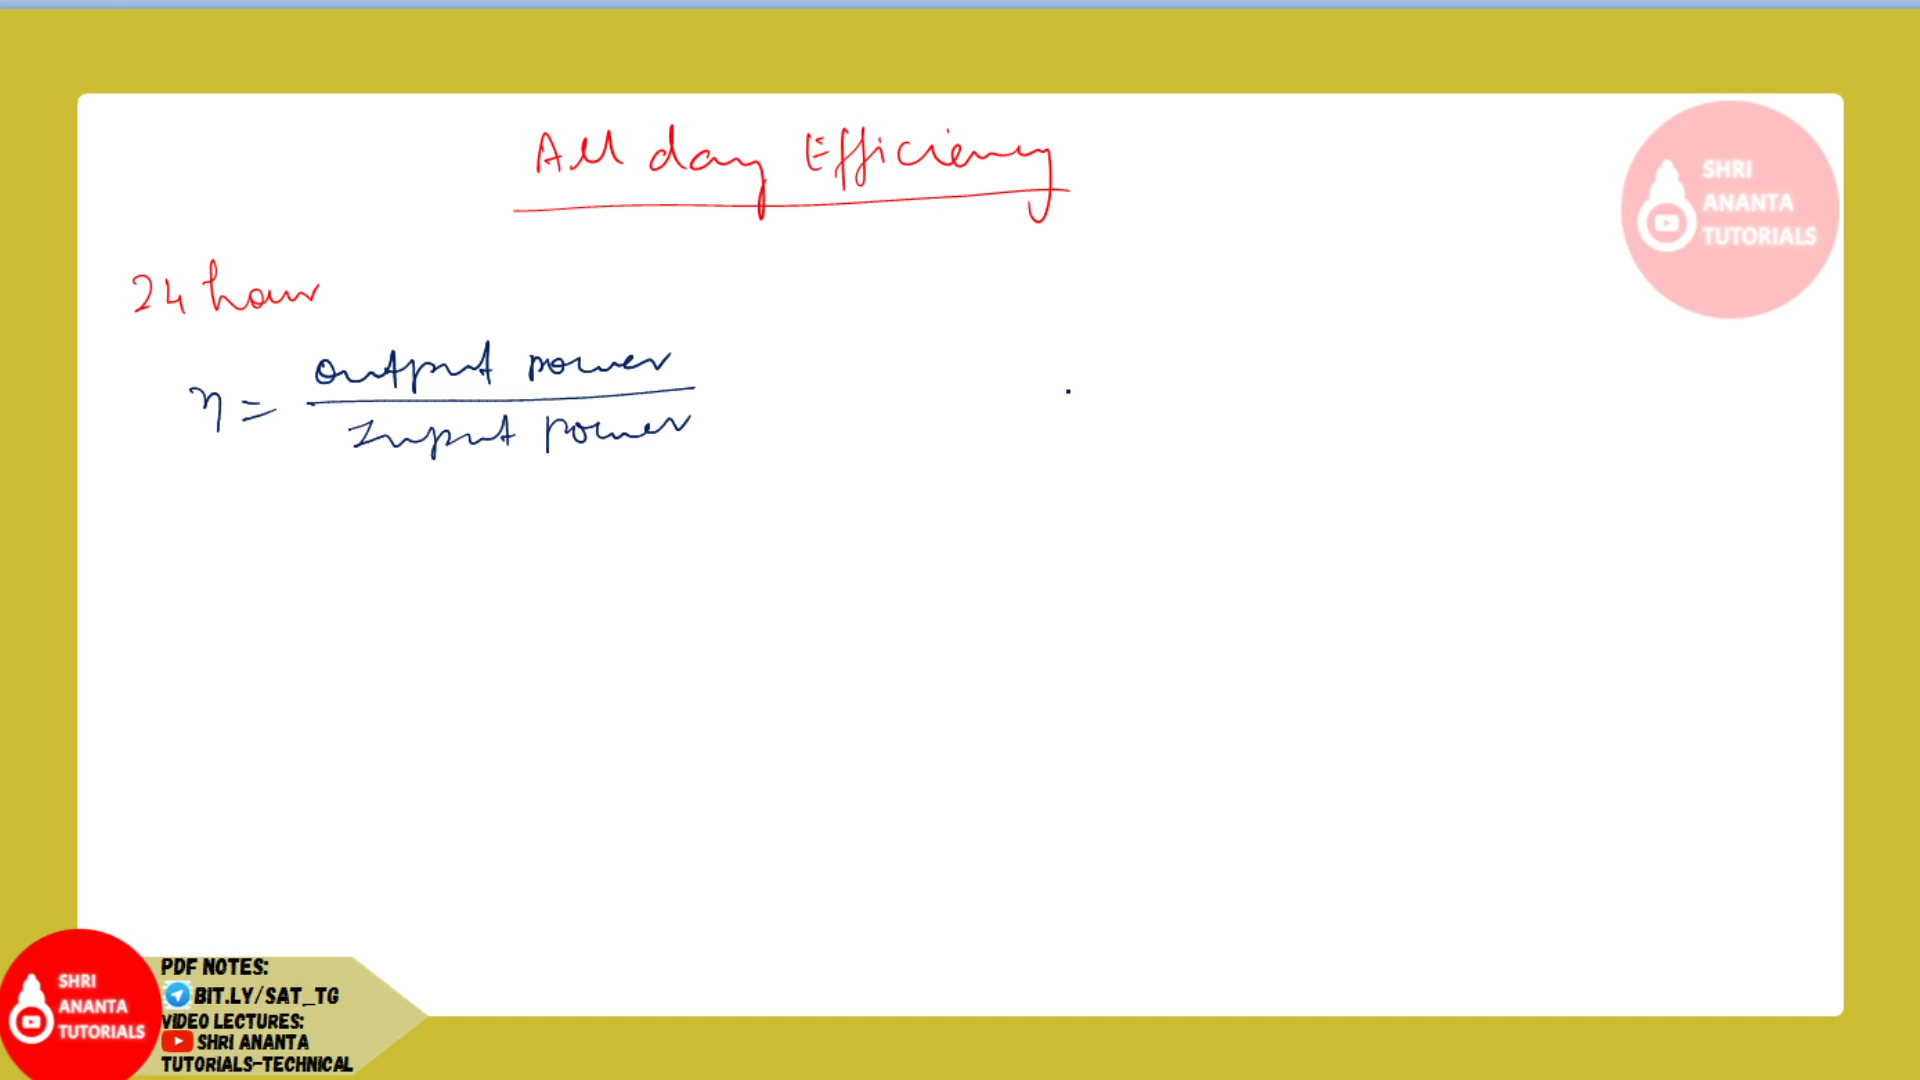 All day Efficiency
SHRI
ANANTA
TUTORIALS
24 hour
η = output power
Input power
PDF NOTES:
BIT.LY/SAT_TG
VIDEO LECTURES:
SHRI ANANTA
TUTORIALS-TECHNICAL
SHRI
ANANTA
TUTORIALS